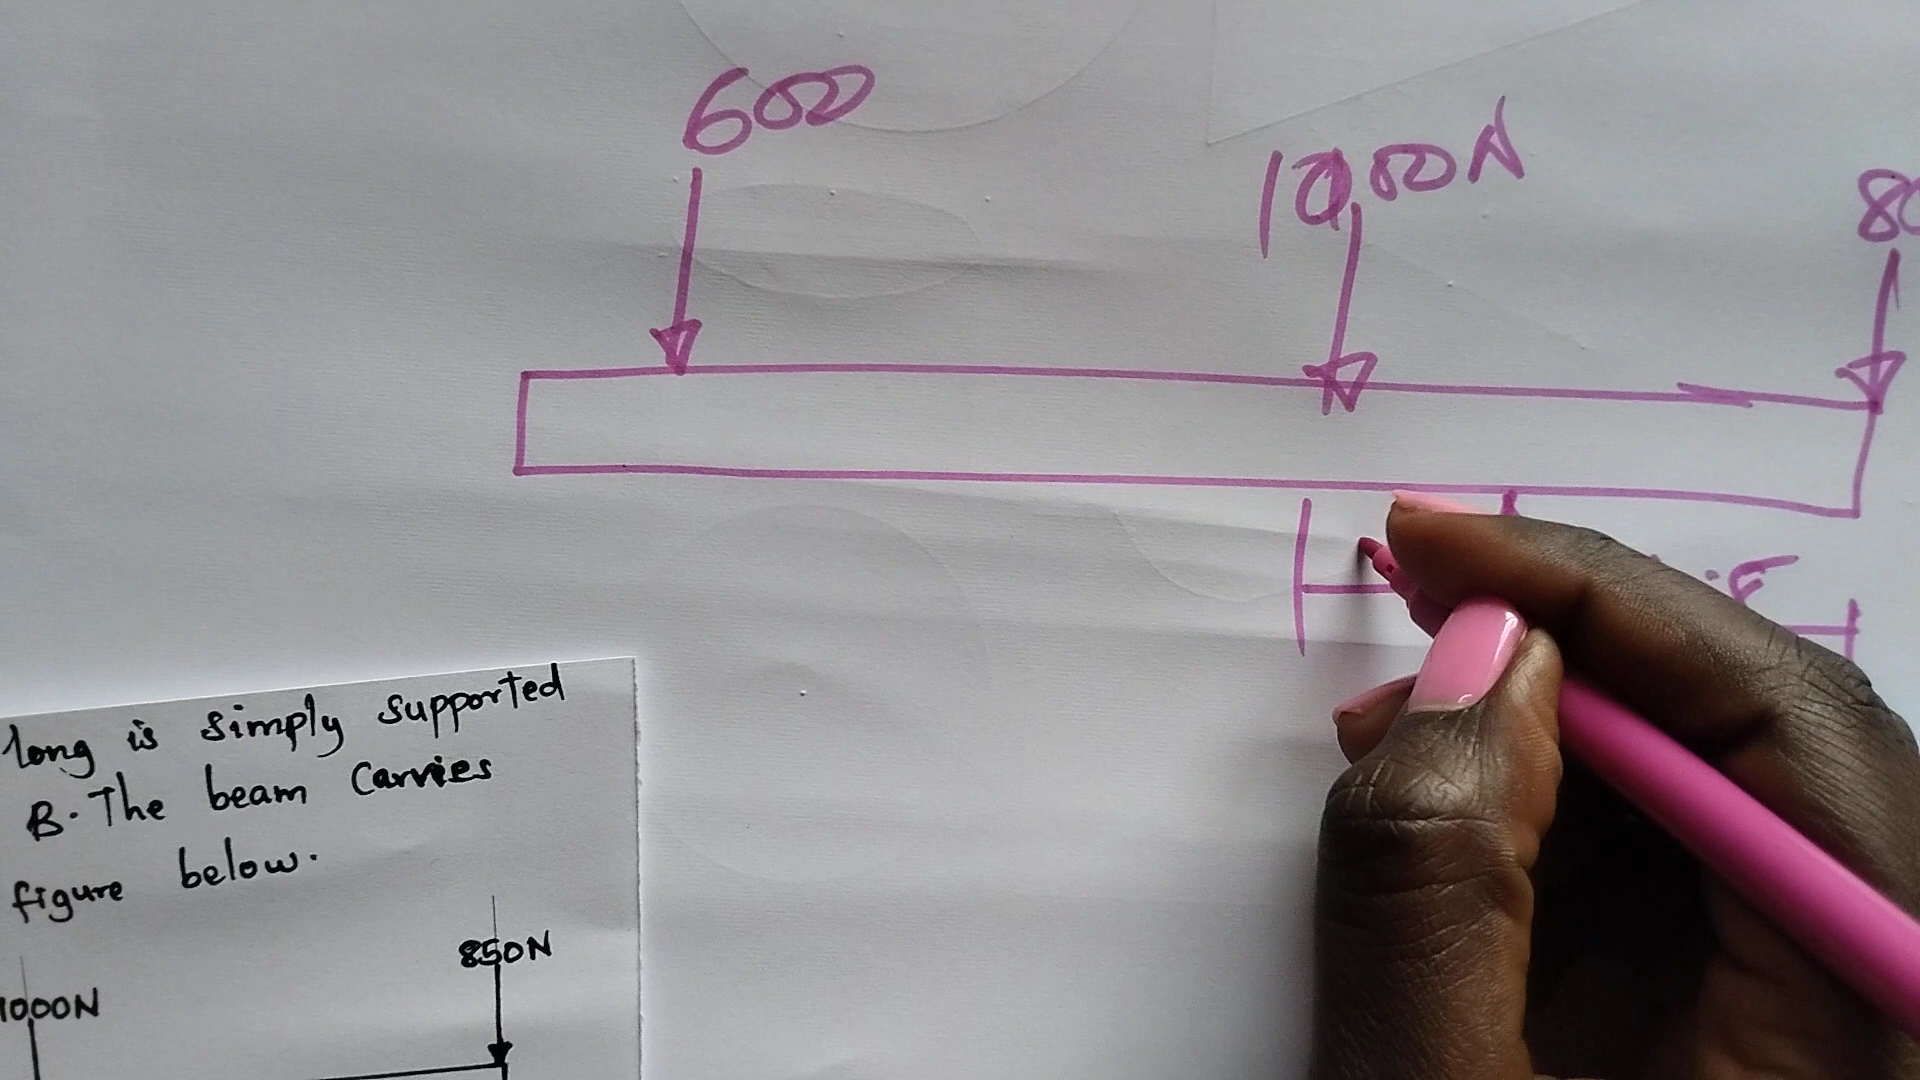 600
1000N
long is simply supported
B. The beam carries
figure below.
850N
1000N